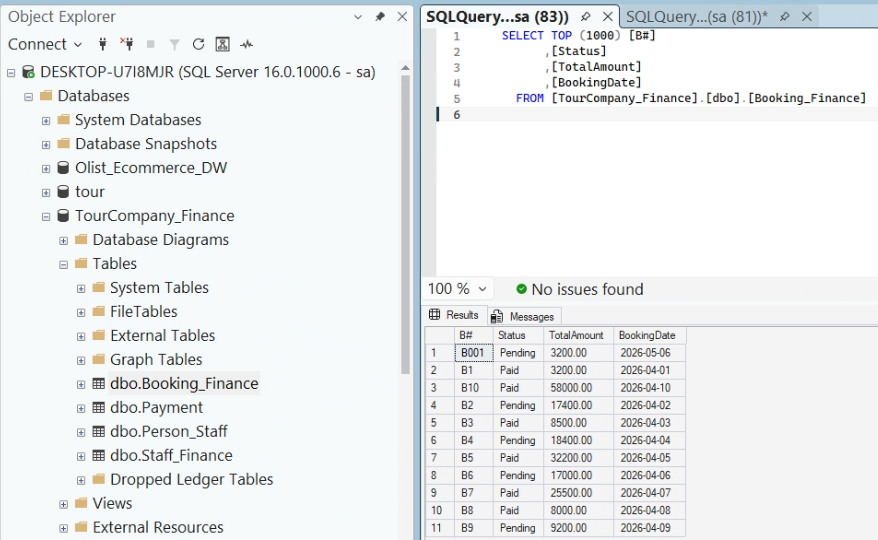 Object Explorer
Connect
DESKTOP-U7I8MJR (SQL Server 16.0.1000.6 - sa)
Databases
System Databases
Database Snapshots
Olist_Ecommerce_DW
tour
TourCompany_Finance
Database Diagrams
Tables
System Tables
FileTables
External Tables
Graph Tables
dbo.Booking_Finance
dbo.Payment
dbo.Person_Staff
dbo.Staff_Finance
Dropped Ledger Tables
Views
External Resources
SQLQuery...sa (83)) SQLQuery...(sa (81))*
1 SELECT TOP (1000) [B#]
2 ,[Status]
3 ,[TotalAmount]
4 ,[BookingDate]
5 FROM [TourCompany_Finance].[dbo].[Booking_Finance]
6
100 % No issues found
Results Messages
B# Status TotalAmount BookingDate
1 B001 Pending 3200.00 2026-05-06
2 B1 Paid 3200.00 2026-04-01
3 B10 Paid 58000.00 2026-04-10
4 B2 Pending 17400.00 2026-04-02
5 B3 Paid 8500.00 2026-04-03
6 B4 Pending 18400.00 2026-04-04
7 B5 Paid 32200.00 2026-04-05
8 B6 Pending 17000.00 2026-04-06
9 B7 Paid 25500.00 2026-04-07
10 B8 Paid 8000.00 2026-04-08
11 B9 Pending 9200.00 2026-04-09